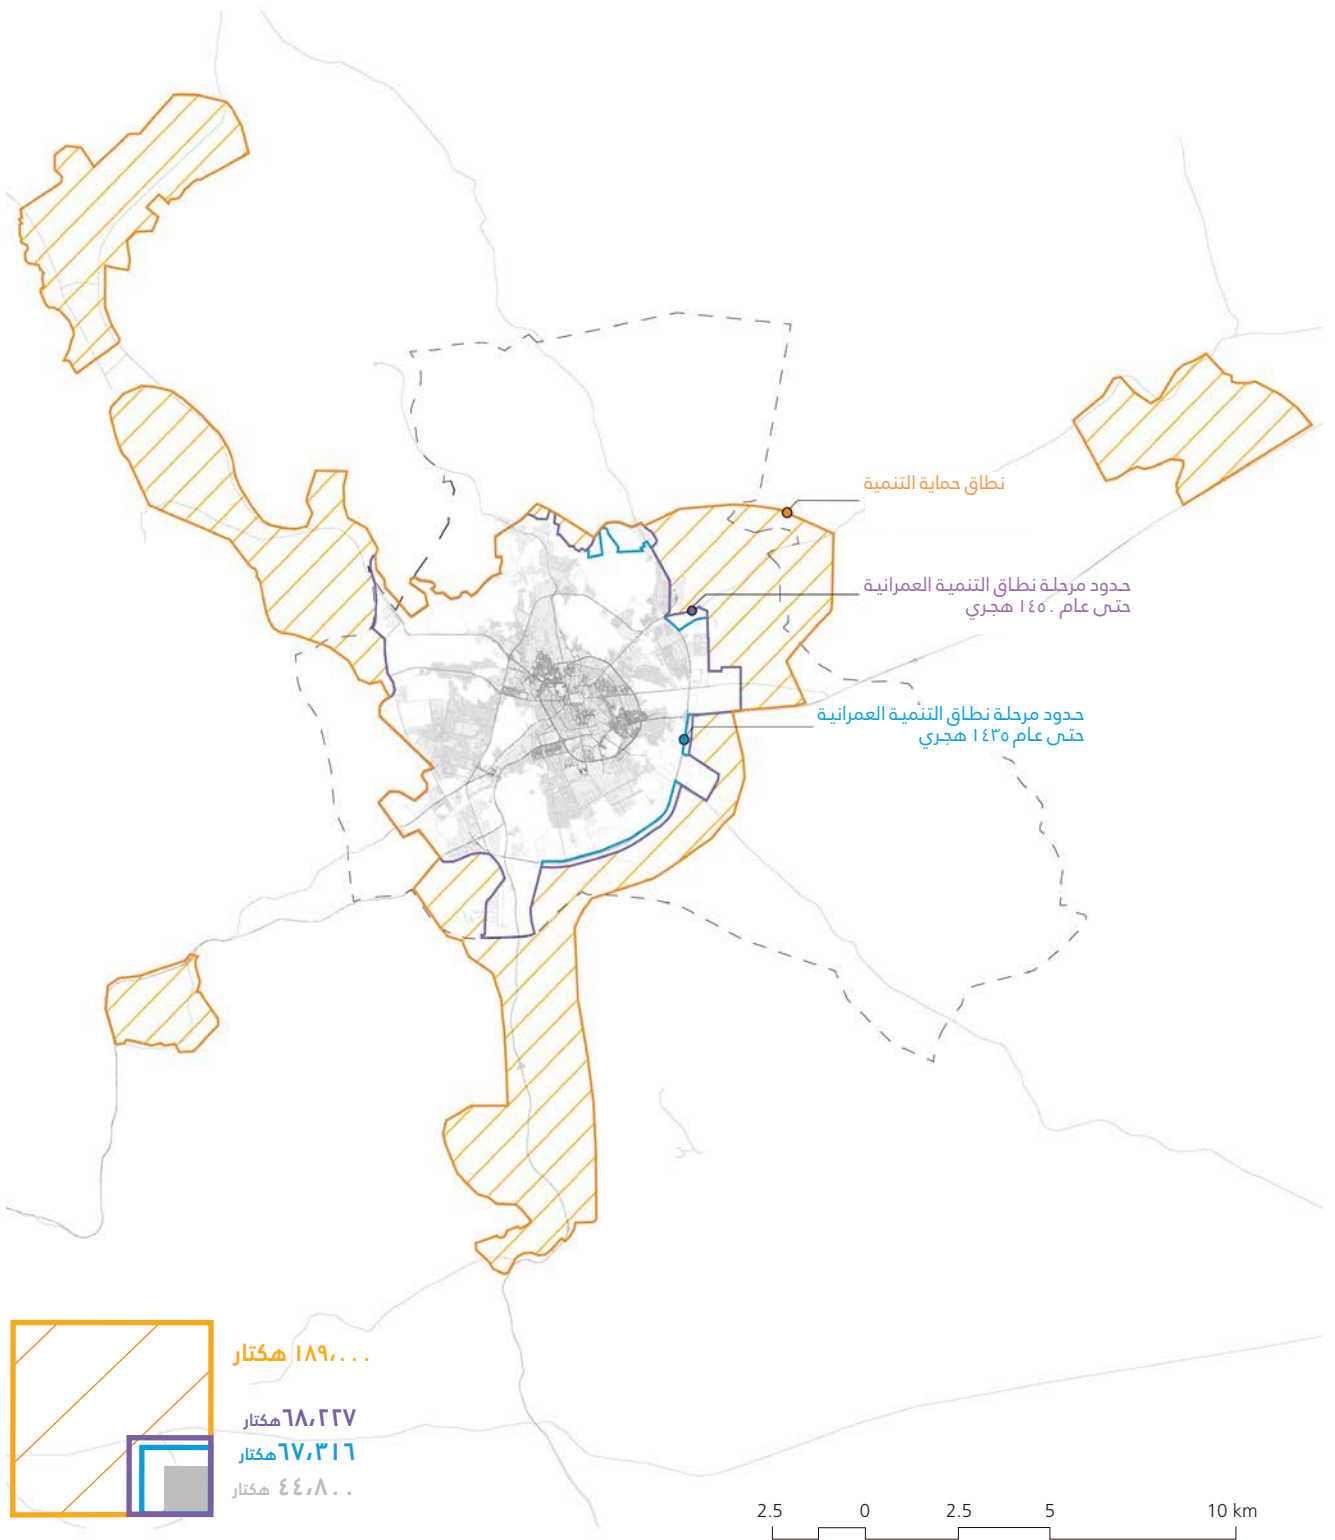 نطاق حماية التنمية
حدود مرحلة نطاق التنمية العمرانية
حتى عام ١٤٥٠ هجري
حدود مرحلة نطاق التنمية العمرانية
حتى عام ١٤٣٥ هجري
١٨٩،٠٠٠ هكتار
٦٨،٢٢٧ هكتار
٦٧،٣١٦ هكتار
٤٤،٨٠٠ هكتار
2.5 0 2.5 5 10 km